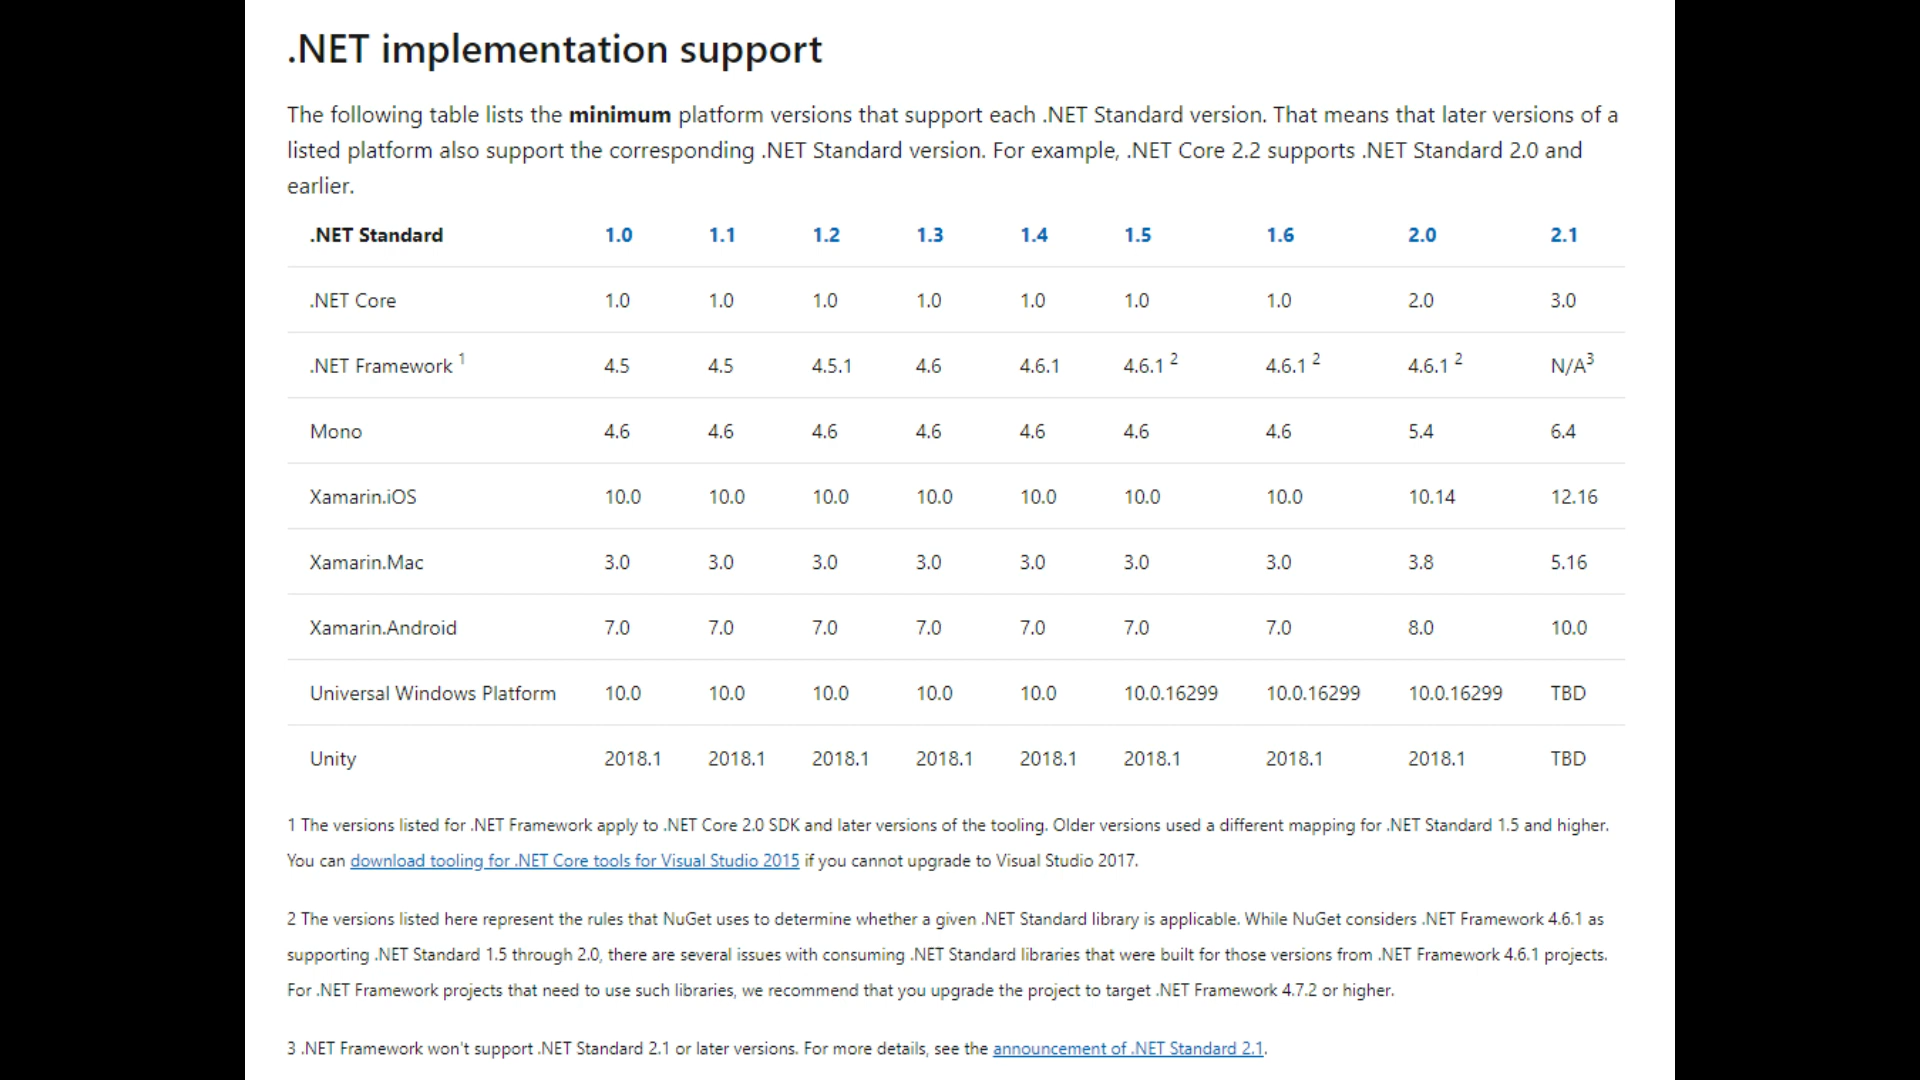 .NET implementation support
The following table lists the minimum platform versions that support each .NET Standard version. That means that later versions of a
listed platform also support the corresponding .NET Standard version. For example, .NET Core 2.2 supports .NET Standard 2.0 and
earlier.
.NET Standard 1.0 1.1 1.2 1.3 1.4 1.5 1.6 2.0 2.1
.NET Core 1.0 1.0 1.0 1.0 1.0 1.0 1.0 2.0 3.0
.NET Framework 1 4.5 4.5 4.5.1 4.6 4.6.1 4.6.1 2 4.6.1 2 4.6.1 2 N/A3
Mono 4.6 4.6 4.6 4.6 4.6 4.6 4.6 5.4 6.4
Xamarin.iOS 10.0 10.0 10.0 10.0 10.0 10.0 10.0 10.14 12.16
Xamarin.Mac 3.0 3.0 3.0 3.0 3.0 3.0 3.0 3.8 5.16
Xamarin.Android 7.0 7.0 7.0 7.0 7.0 7.0 7.0 8.0 10.0
Universal Windows Platform 10.0 10.0 10.0 10.0 10.0 10.0.16299 10.0.16299 10.0.16299 TBD
Unity 2018.1 2018.1 2018.1 2018.1 2018.1 2018.1 2018.1 2018.1 TBD
1 The versions listed for .NET Framework apply to .NET Core 2.0 SDK and later versions of the tooling. Older versions used a different mapping for .NET Standard 1.5 and higher.
You can download tooling for .NET Core tools for Visual Studio 2015 if you cannot upgrade to Visual Studio 2017.
2 The versions listed here represent the rules that NuGet uses to determine whether a given .NET Standard library is applicable. While NuGet considers .NET Framework 4.6.1 as
supporting .NET Standard 1.5 through 2.0, there are several issues with consuming .NET Standard libraries that were built for those versions from .NET Framework 4.6.1 projects.
For .NET Framework projects that need to use such libraries, we recommend that you upgrade the project to target .NET Framework 4.7.2 or higher.
3 .NET Framework won't support .NET Standard 2.1 or later versions. For more details, see the announcement of .NET Standard 2.1.